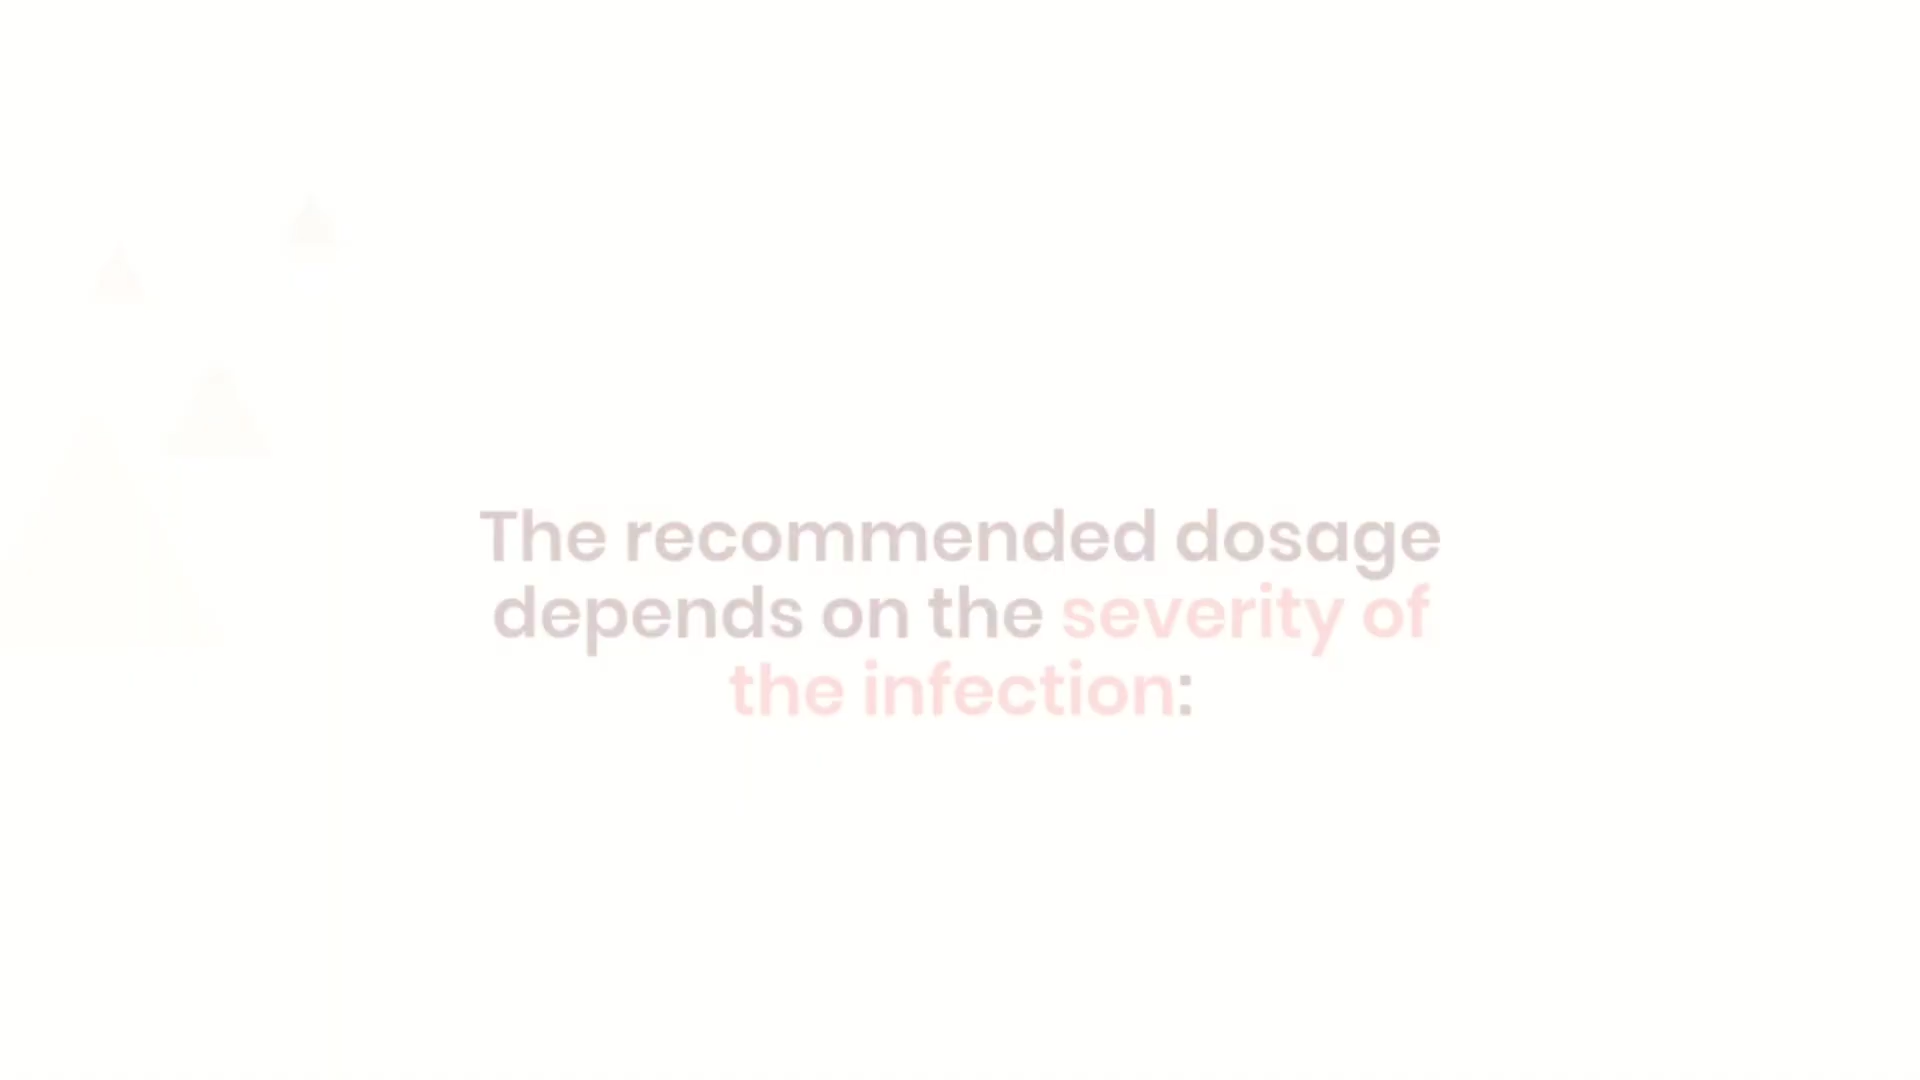 The recommended dosage
depends on the severity of
the infection: